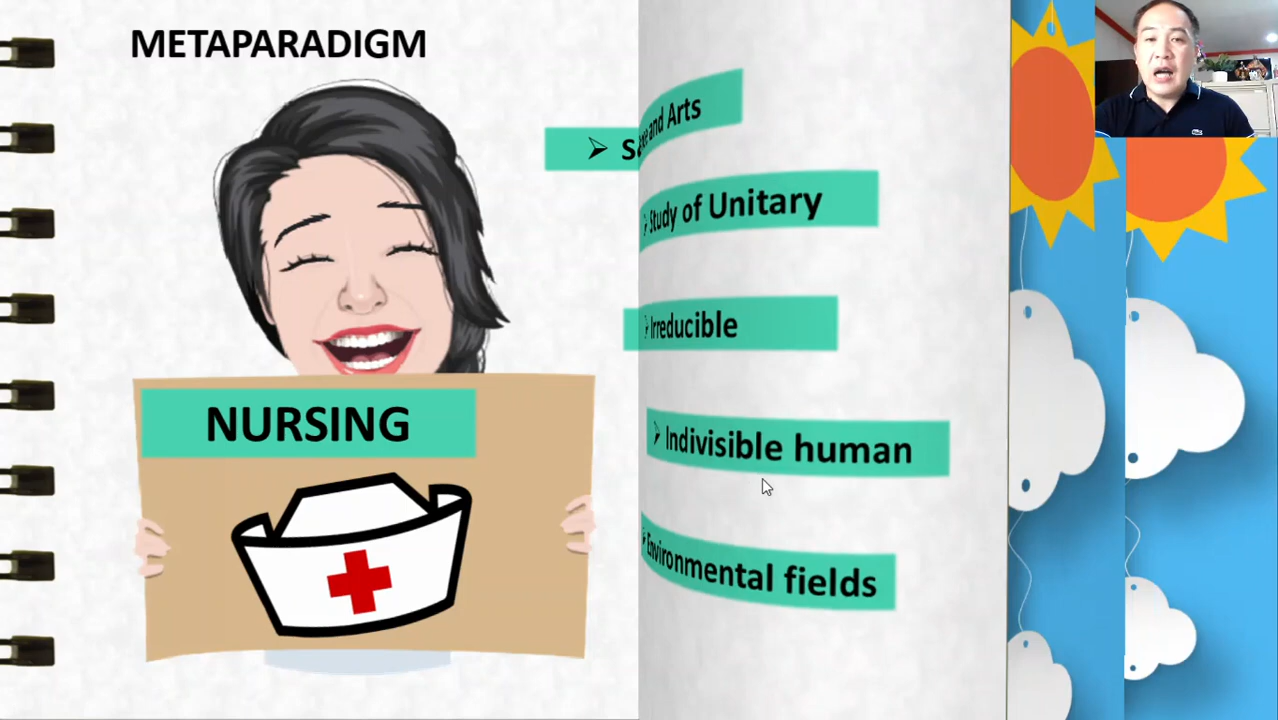 METAPARADIGM
and Arts
Study of Unitary
Irreducible
NURSING
Indivisible human
Environmental fields